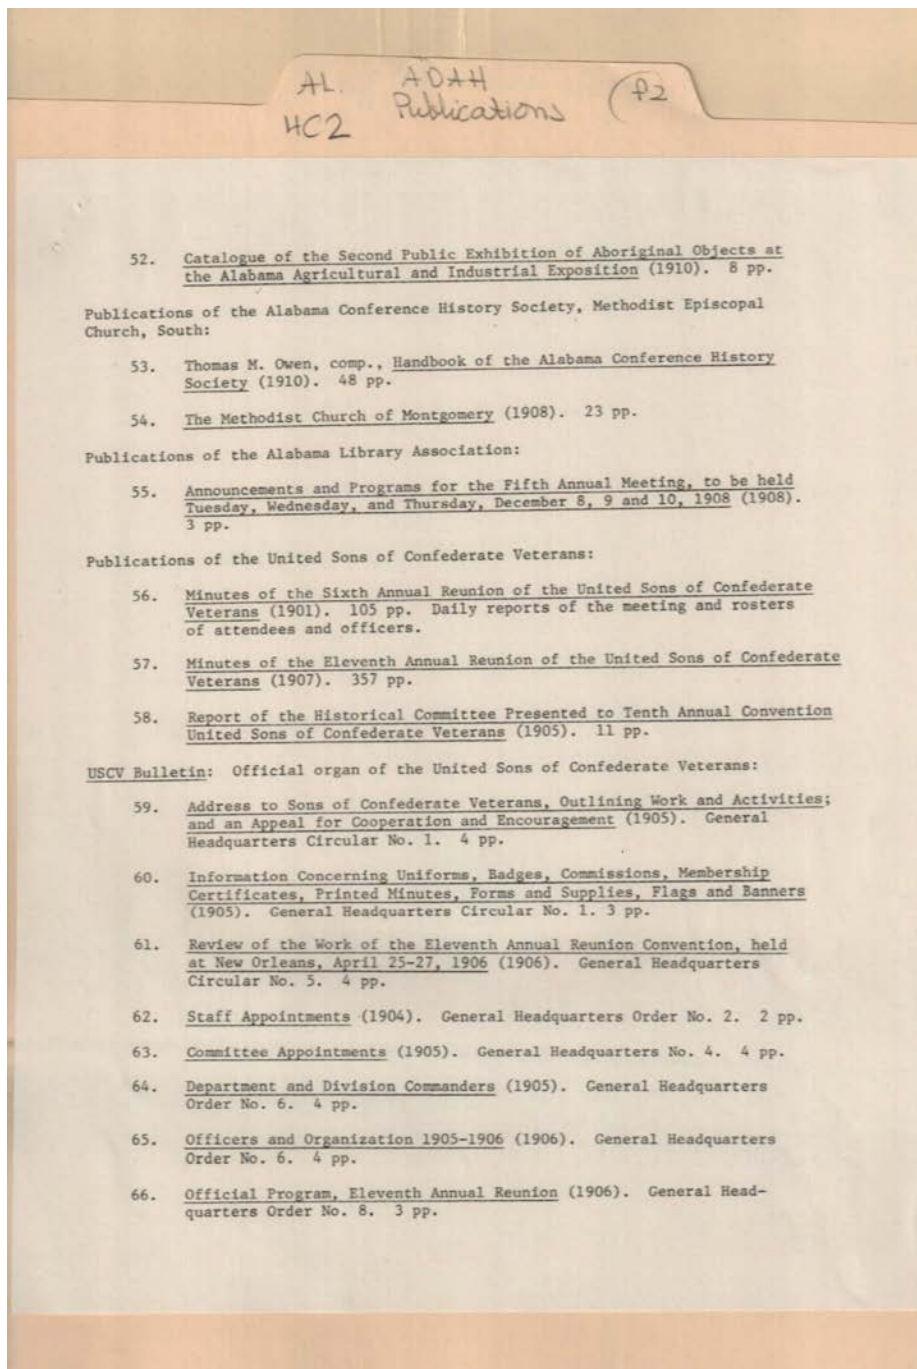 AL. ADAH P2
4C2 Publications
52. Catalogue of the Second Public Exhibition of Aboriginal Objects at
the Alabama Agricultural and Industrial Exposition (1910). 8 pp.
Publications of the Alabama Conference History Society, Methodist Episcopal
Church, South:
53. Thomas M. Owen, comp., Handbook of the Alabama Conference History
Society (1910). 48 pp.
54. The Methodist Church of Montgomery (1908). 23 pp.
Publications of the Alabama Library Association:
55. Announcements and Programs for the Fifth Annual Meeting, to be held
Tuesday, Wednesday, and Thursday, December 8, 9 and 10, 1908 (1908).
3 pp.
Publications of the United Sons of Confederate Veterans:
56. Minutes of the Sixth Annual Reunion of the United Sons of Confederate
Veterans (1901). 105 pp. Daily reports of the meeting and rosters
of attendees and officers.
57. Minutes of the Eleventh Annual Reunion of the United Sons of Confederate
Veterans (1907). 357 pp.
58. Report of the Historical Committee Presented to Tenth Annual Convention
United Sons of Confederate Veterans (1905). 11 pp.
USCV Bulletin: Official organ of the United Sons of Confederate Veterans:
59. Address to Sons of Confederate Veterans, Outlining Work and Activities;
and an Appeal for Cooperation and Encouragement (1905). General
Headquarters Circular No. 1. 4 pp.
60. Information Concerning Uniforms, Badges, Commissions, Membership
Certificates, Printed Minutes, Forms and Supplies, Flags and Banners
(1905). General Headquarters Circular No. 1. 3 pp.
61. Review of the Work of the Eleventh Annual Reunion Convention, held
at New Orleans, April 25-27, 1906 (1906). General Headquarters
Circular No. 5. 4 pp.
62. Staff Appointments (1904). General Headquarters Order No. 2. 2 pp.
63. Committee Appointments (1905). General Headquarters No. 4. 4 pp.
64. Department and Division Commanders (1905). General Headquarters
Order No. 6. 4 pp.
65. Officers and Organization 1905-1906 (1906). General Headquarters
Order No. 6. 4 pp.
66. Official Program, Eleventh Annual Reunion (1906). General Head-
quarters Order No. 8. 3 pp.